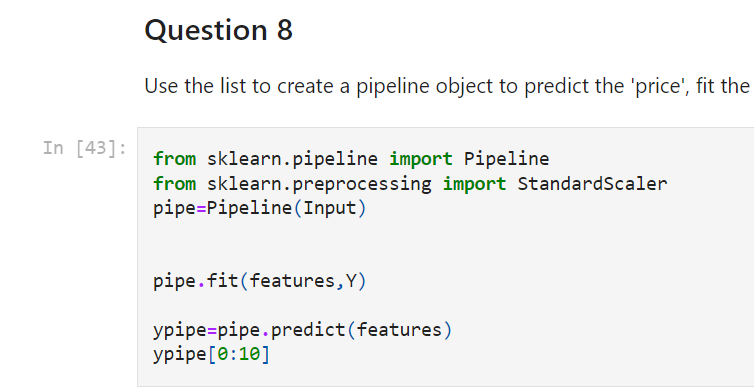 Question 8
Use the list to create a pipeline object to predict the 'price', fit the
In [43]:
from sklearn.pipeline import Pipeline
from sklearn.preprocessing import StandardScaler
pipe=Pipeline(Input)
pipe.fit(features,Y)
ypipe=pipe.predict(features)
ypipe[0:10]